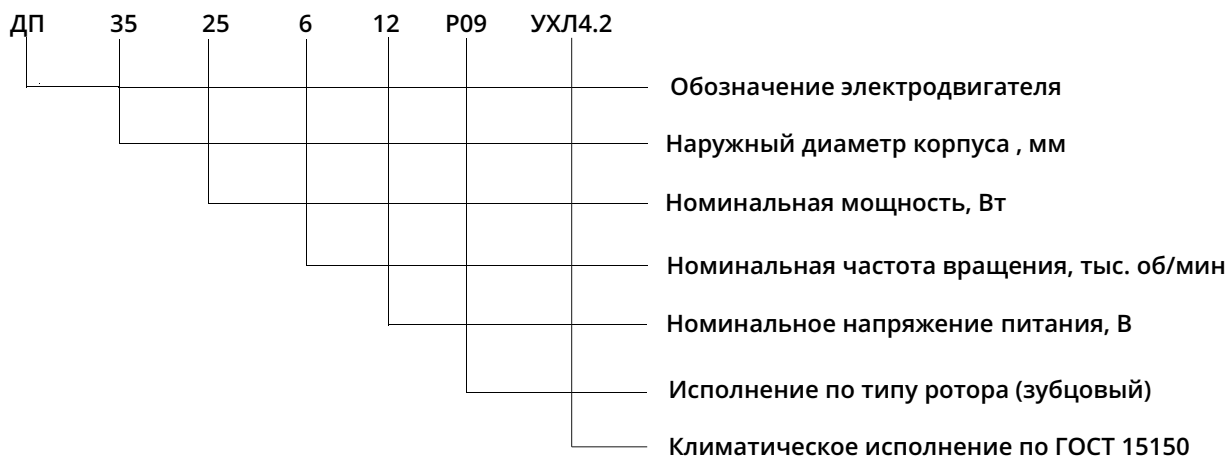 ДП 35 25 6 12 Р09 УХЛ4.2
Обозначение электродвигателя
Наружный диаметр корпуса , мм
Номинальная мощность, Вт
Номинальная частота вращения, тыс. об/мин
Номинальное напряжение питания, В
Исполнение по типу ротора (зубцовый)
Климатическое исполнение по ГОСТ 15150